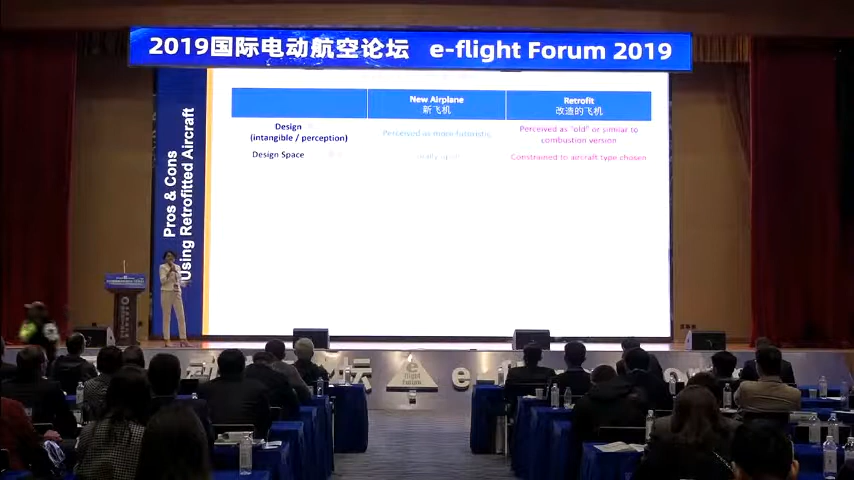 2019国际电动航空论坛 e-flight Forum 2019
Pros & Cons
Using Retrofitted Aircraft
New Airplane
新飞机
Retrofit
改造的飞机
Design
(intangible / perception)
Perceived as more futuristic
Perceived as "old" or similar to
combustion version
Design Space
Constrained to aircraft type chosen
e
flight
Forum